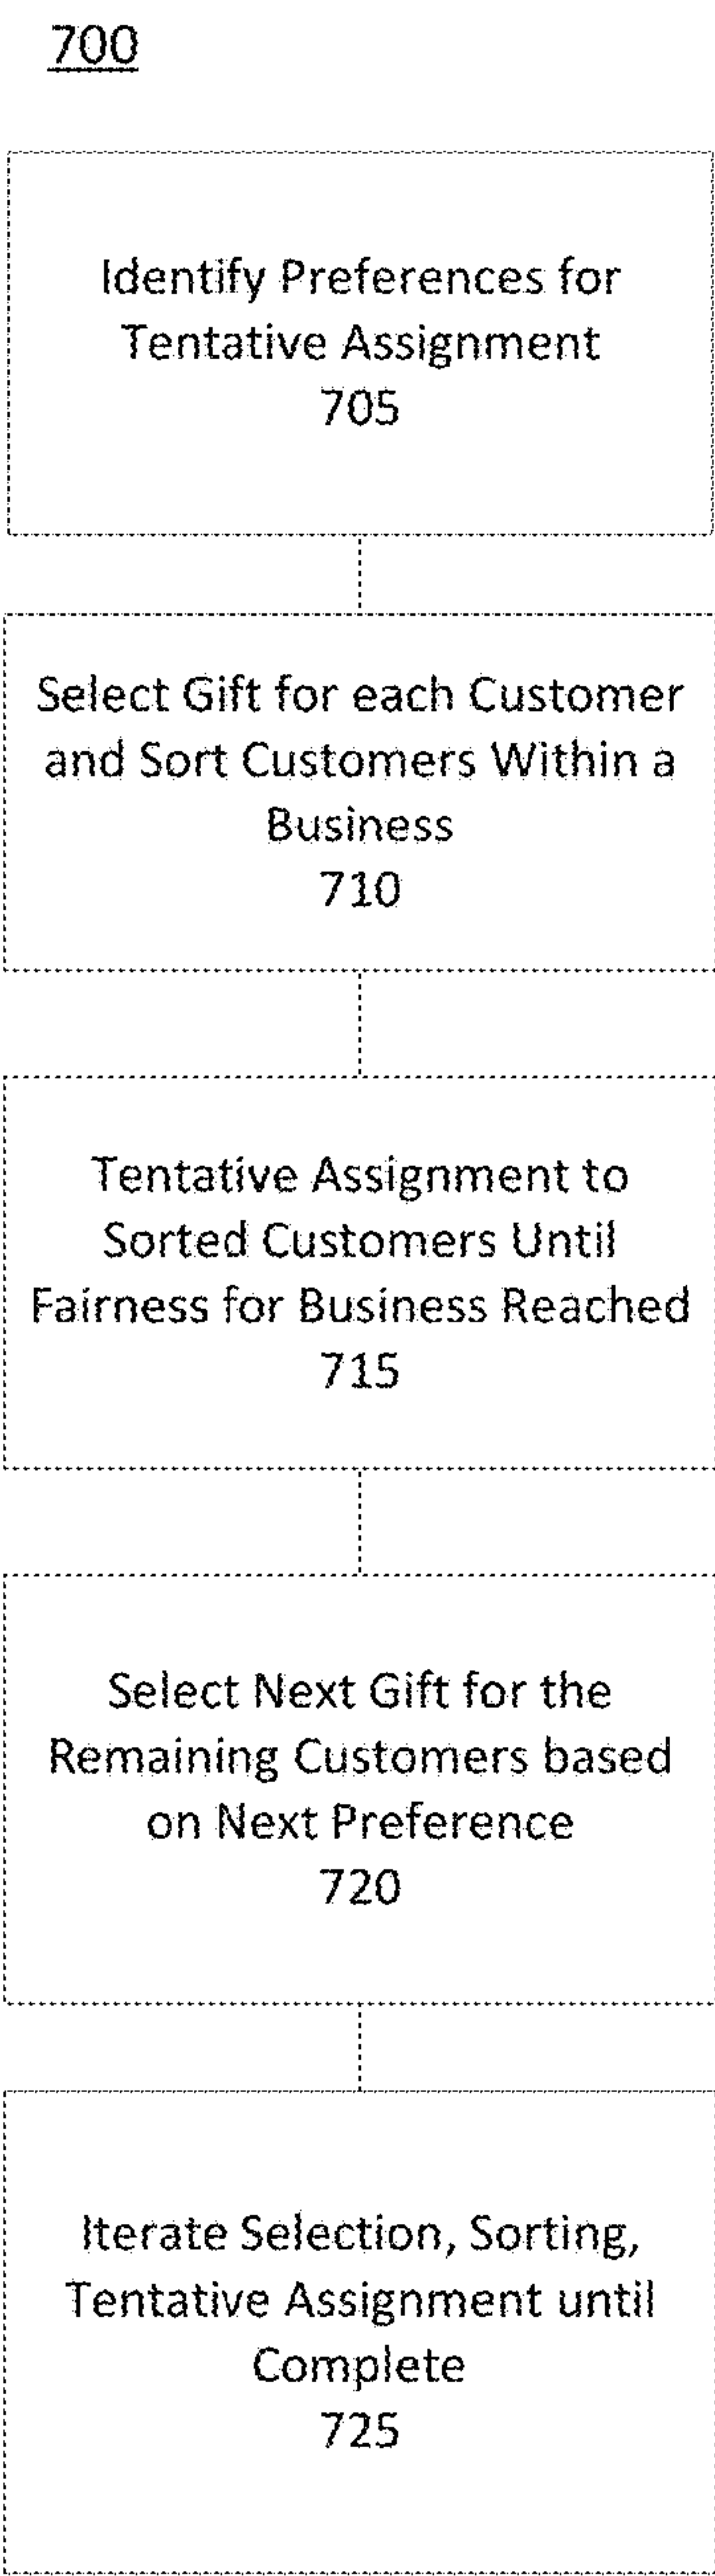 700
Identify Preferences for
Tentative Assignment
705
Select Gift for each Customer
and Sort Customers Within a
Business
710
Tentative Assignment to
Sorted Customers Until
Fairness for Business Reached
715
Select Next Gift for the
Remaining Customers based
on Next Preference
720
Iterate Selection, Sorting,
Tentative Assignment until
Complete
725